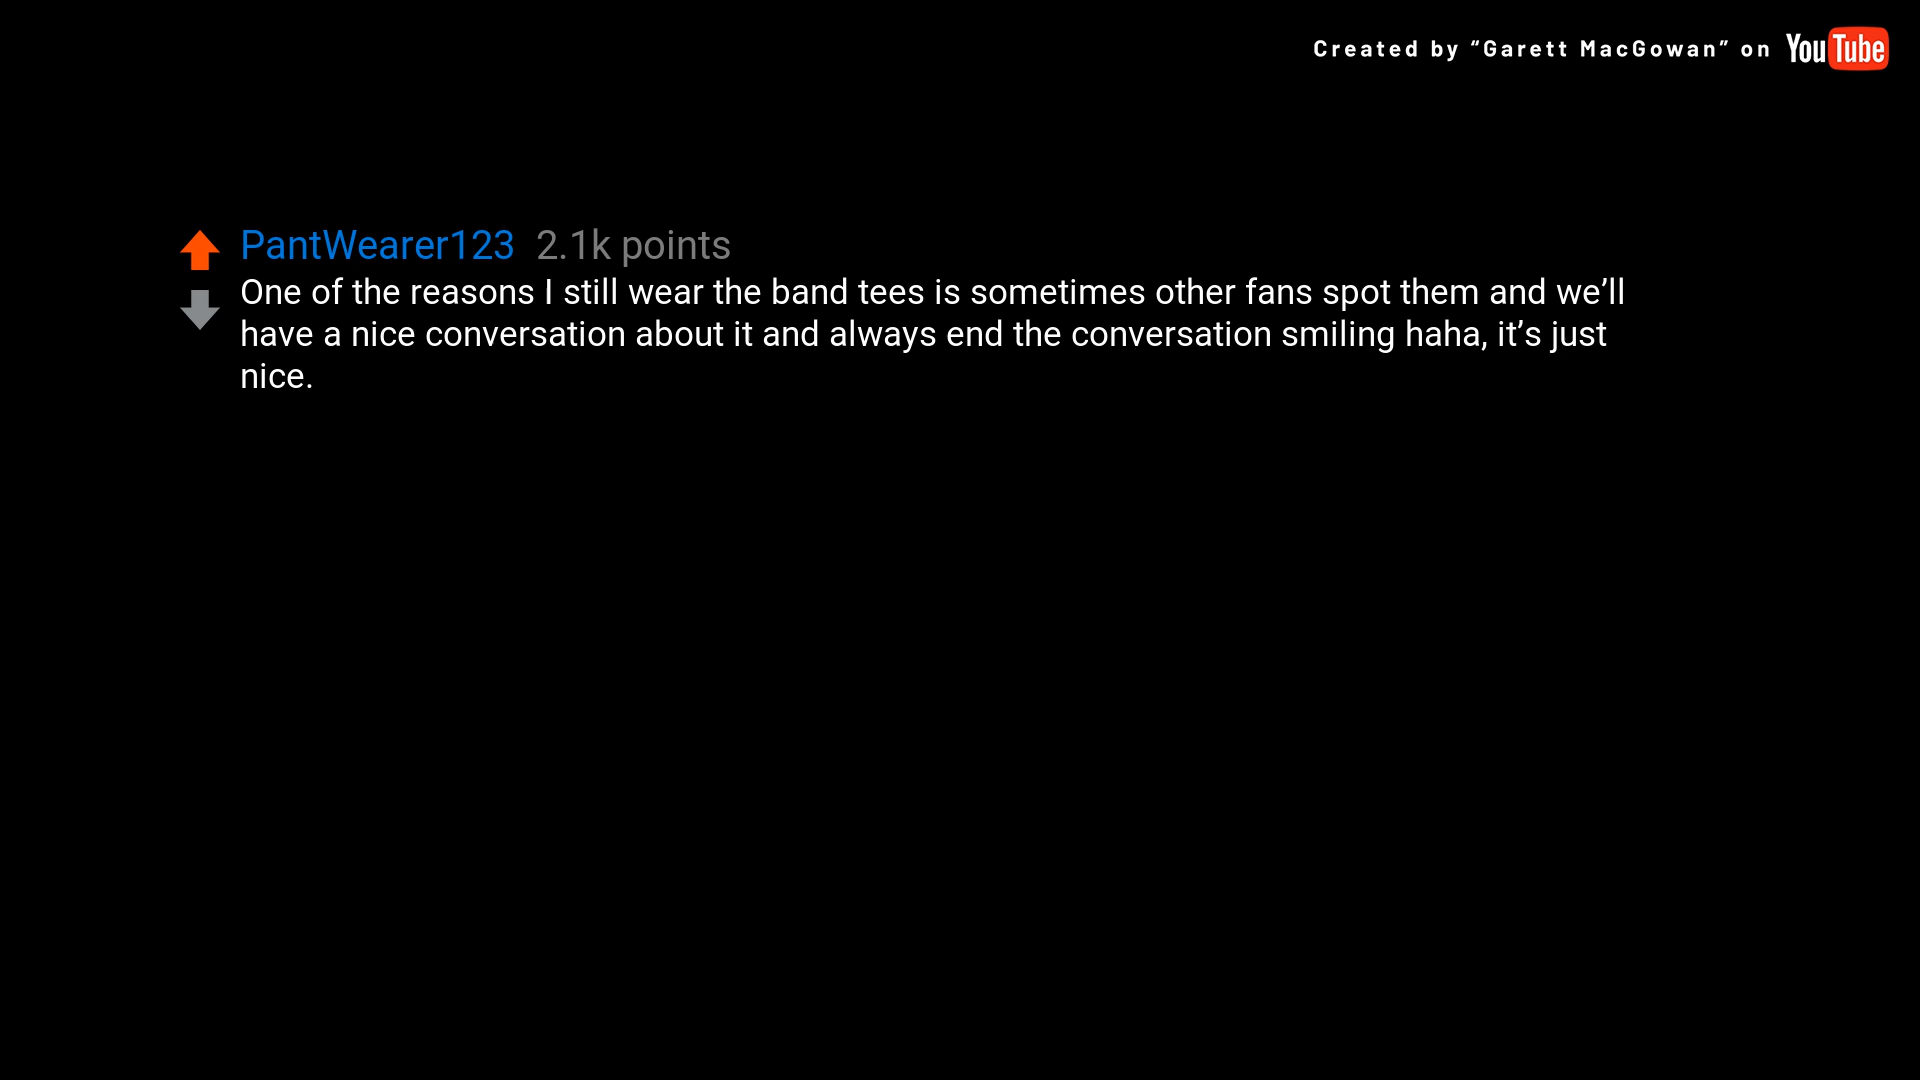 Created by “Garett MacGowan” on YouTube
PantWearer123 2.1k points
One of the reasons I still wear the band tees is sometimes other fans spot them and we’ll
have a nice conversation about it and always end the conversation smiling haha, it’s just
nice.